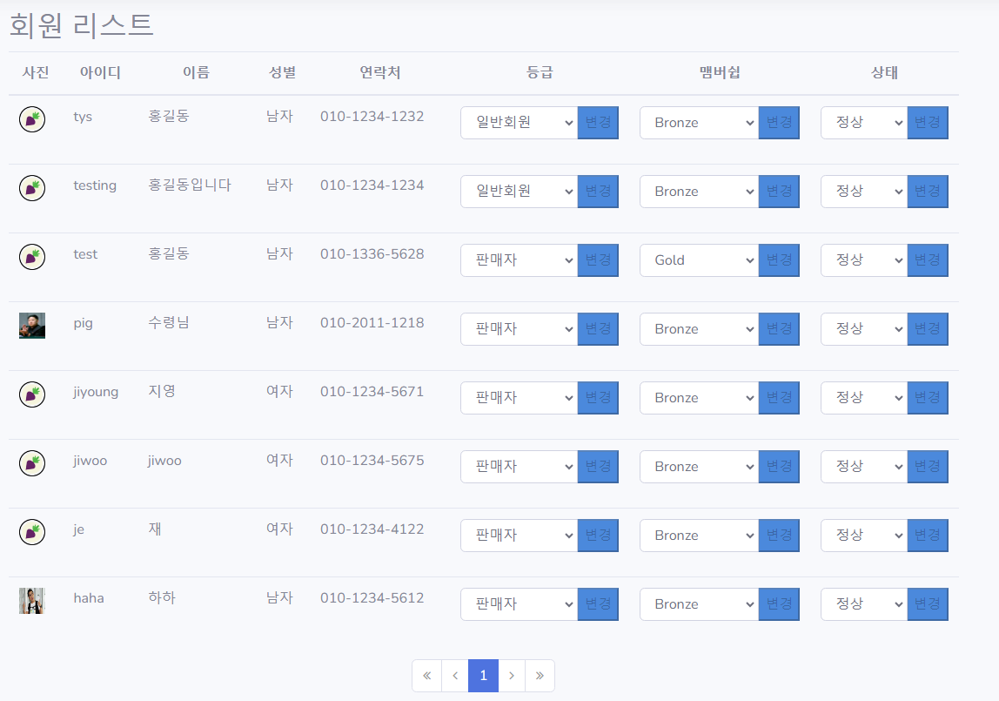 회원 리스트
사진 아이디 이름 성별 연락처 등급 맴버쉽 상태
tys 홍길동 남자 010-1234-1232 일반회원 변경 Bronze 변경 정상 변경
testing 홍길동입니다 남자 010-1234-1234 일반회원 변경 Bronze 변경 정상 변경
test 홍길동 남자 010-1336-5628 판매자 변경 Gold 변경 정상 변경
pig 수령님 남자 010-2011-1218 판매자 변경 Bronze 변경 정상 변경
jiyoung 지영 여자 010-1234-5671 판매자 변경 Bronze 변경 정상 변경
jiwoo jiwoo 여자 010-1234-5675 판매자 변경 Bronze 변경 정상 변경
je 재 여자 010-1234-4122 판매자 변경 Bronze 변경 정상 변경
haha 하하 남자 010-1234-5612 판매자 변경 Bronze 변경 정상 변경
« ‹ 1 › »